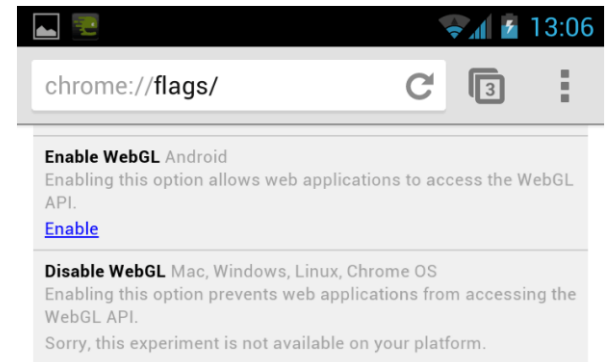 13:06
chrome://flags/
3
Enable WebGL Android
Enabling this option allows web applications to access the WebGL
API.
Enable
Disable WebGL Mac, Windows, Linux, Chrome OS
Enabling this option prevents web applications from accessing the
WebGL API.
Sorry, this experiment is not available on your platform.